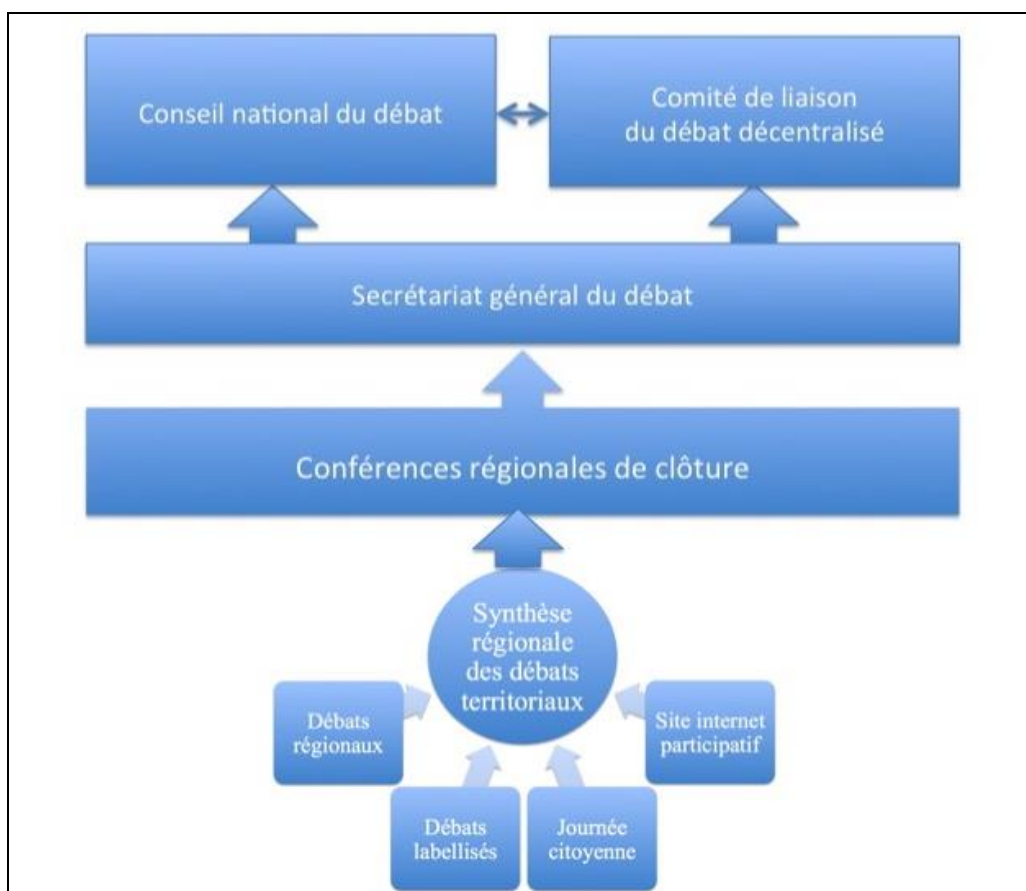 Conseil national du débat
Comité de liaison
du débat décentralisé
Secrétariat général du débat
Conférences régionales de clôture
Synthèse
régionale
des débats
territoriaux
Débats
régionaux
Site internet
participatif
Débats
labellisés
Journée
citoyenne